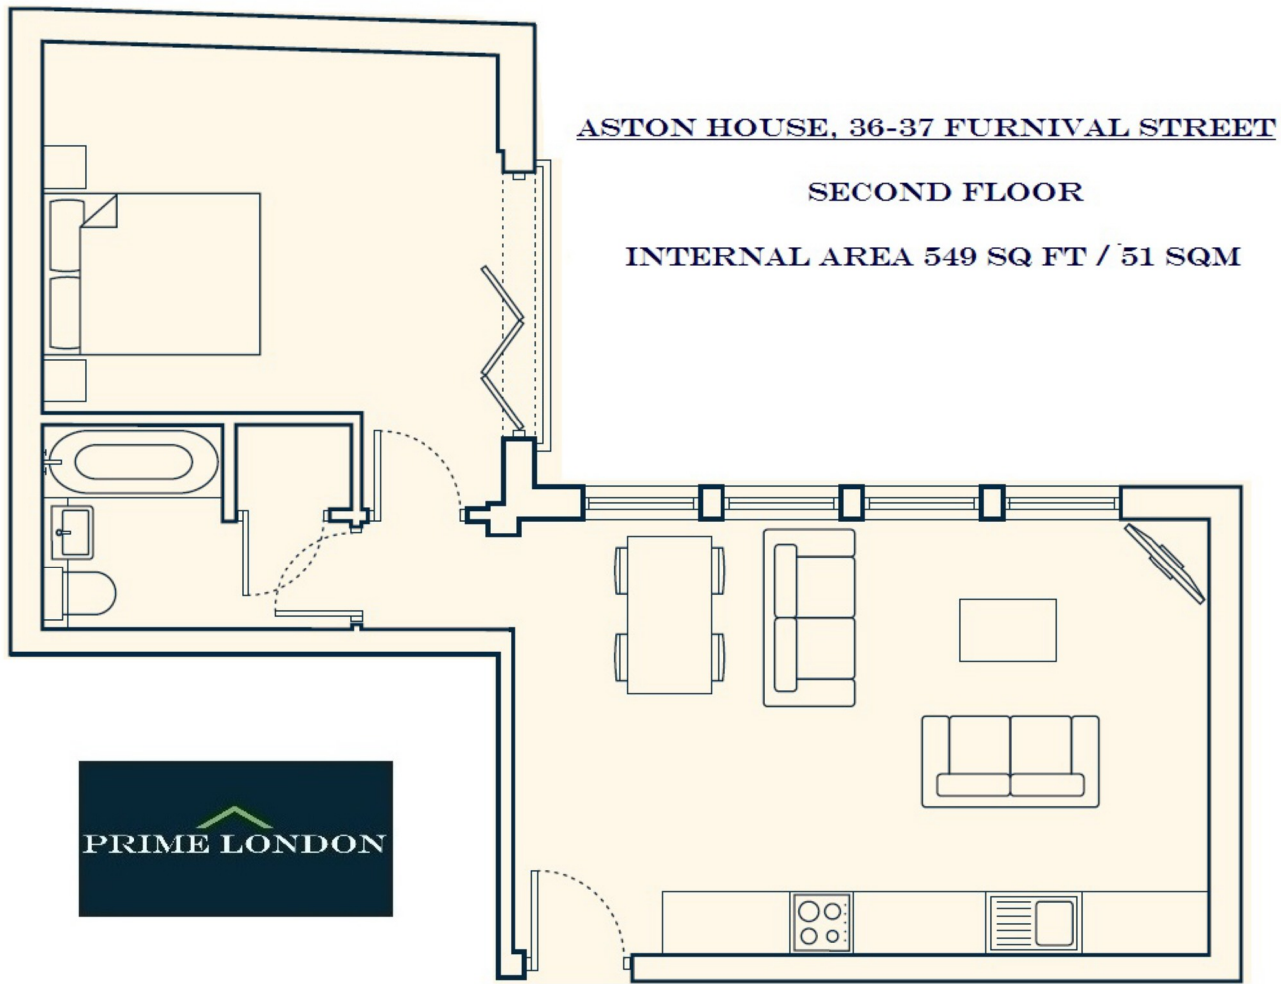 ASTON HOUSE, 36-37 FURNIVAL STREET
SECOND FLOOR
INTERNAL AREA 549 SQ FT / 51 SQM
PRIME LONDON